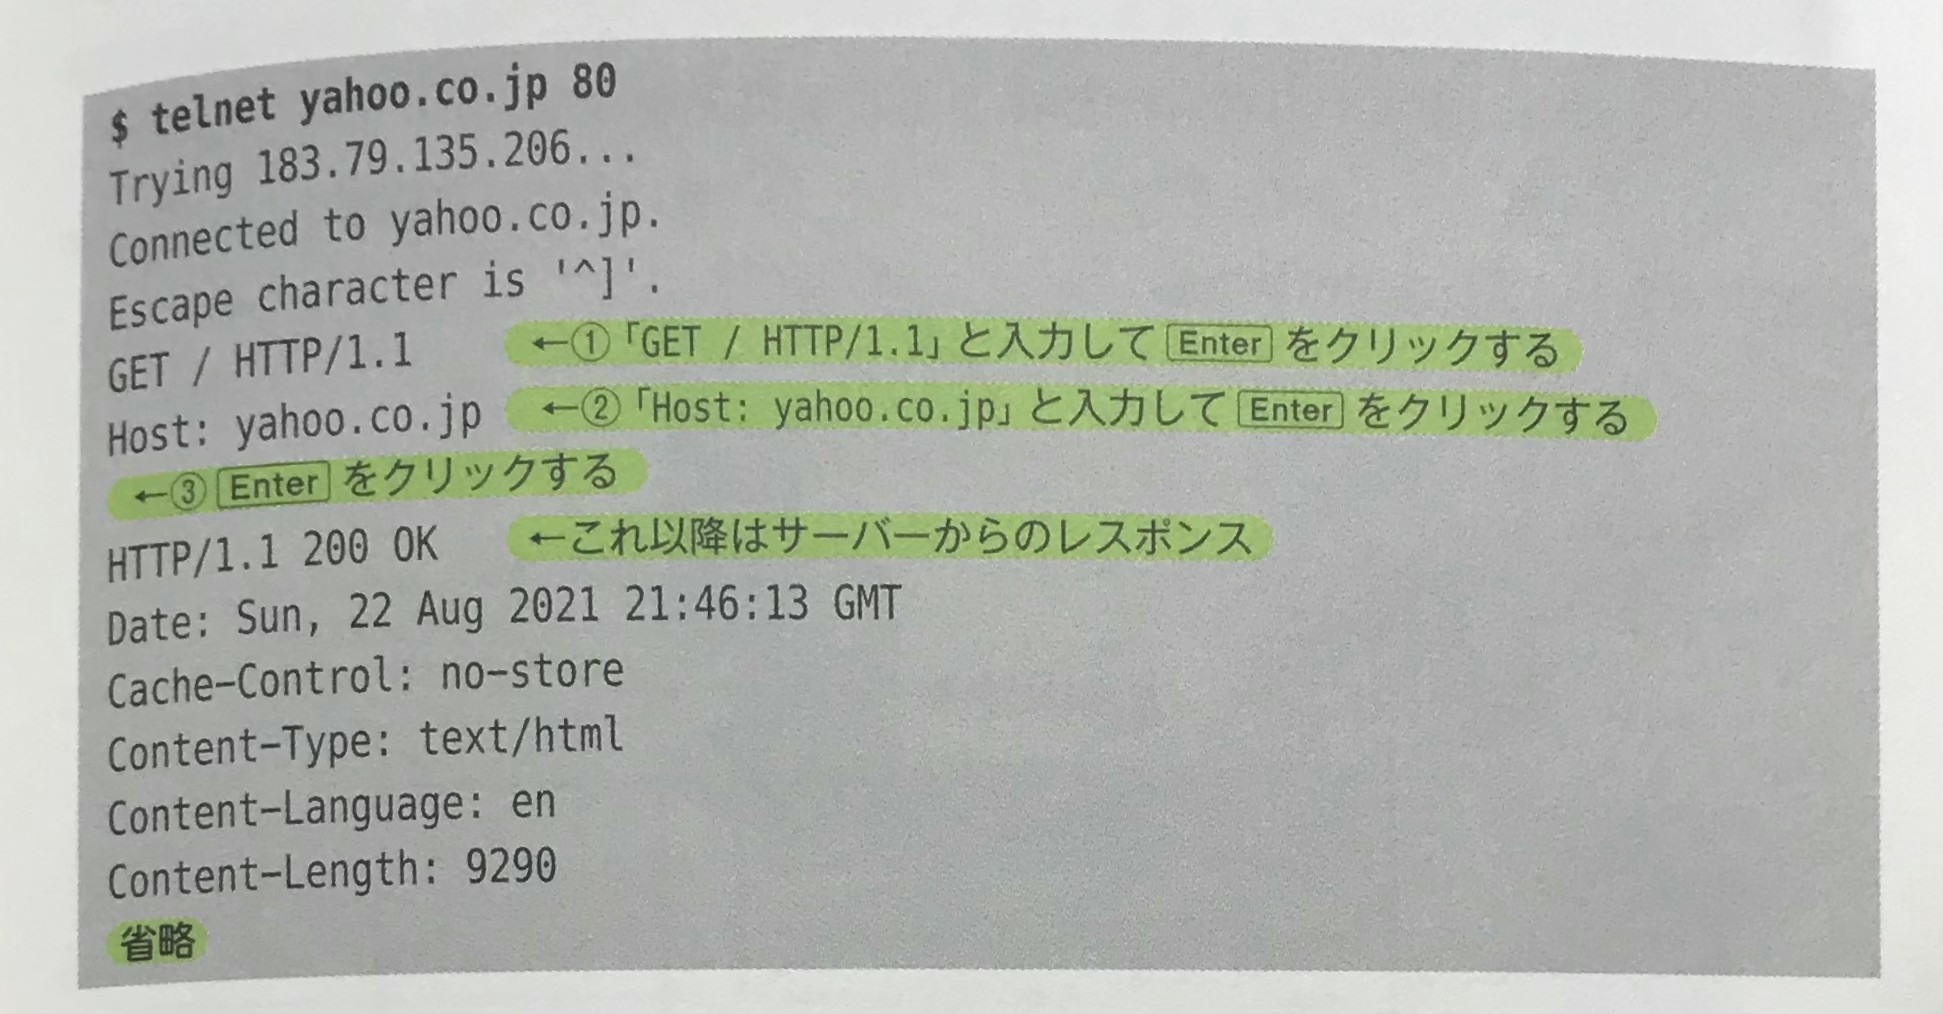 $ telnet yahoo.co.jp 80
Trying 183.79.135.206...
Connected to yahoo.co.jp.
Escape character is '^]'.
GET / HTTP/1.1 ←①「GET / HTTP/1.1」と入力して Enter をクリックする
Host: yahoo.co.jp ←②「Host: yahoo.co.jp」と入力して Enter をクリックする
←③ Enter をクリックする
HTTP/1.1 200 OK ←これ以降はサーバーからのレスポンス
Date: Sun, 22 Aug 2021 21:46:13 GMT
Cache-Control: no-store
Content-Type: text/html
Content-Language: en
Content-Length: 9290
省略